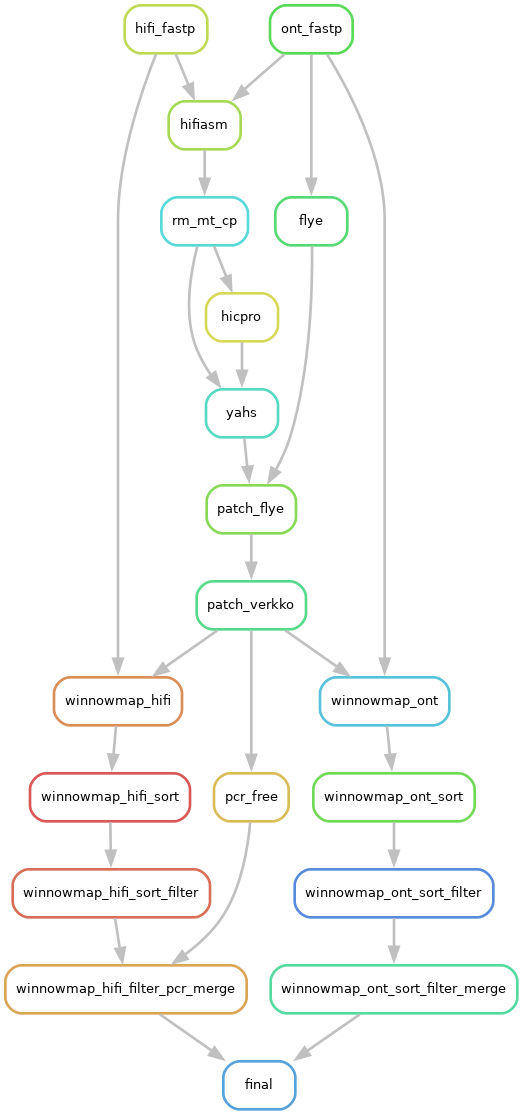 hifi_fastp
ont_fastp
hifiasm
rm_mt_cp
flye
hicpro
yahs
patch_flye
patch_verkko
winnowmap_hifi
winnowmap_ont
winnowmap_hifi_sort
pcr_free
winnowmap_ont_sort
winnowmap_hifi_sort_filter
winnowmap_ont_sort_filter
winnowmap_hifi_filter_pcr_merge
winnowmap_ont_sort_filter_merge
final